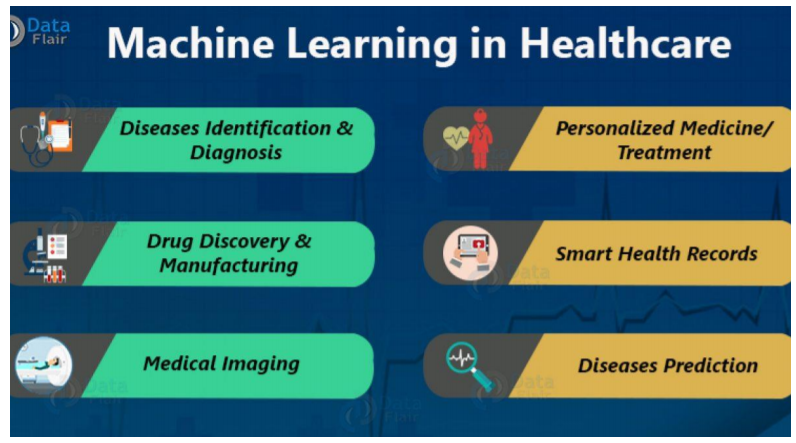 Data
Flair
Machine Learning in Healthcare
Diseases Identification &
Diagnosis
Personalized Medicine/
Treatment
Drug Discovery &
Manufacturing
Smart Health Records
Medical Imaging
Diseases Prediction